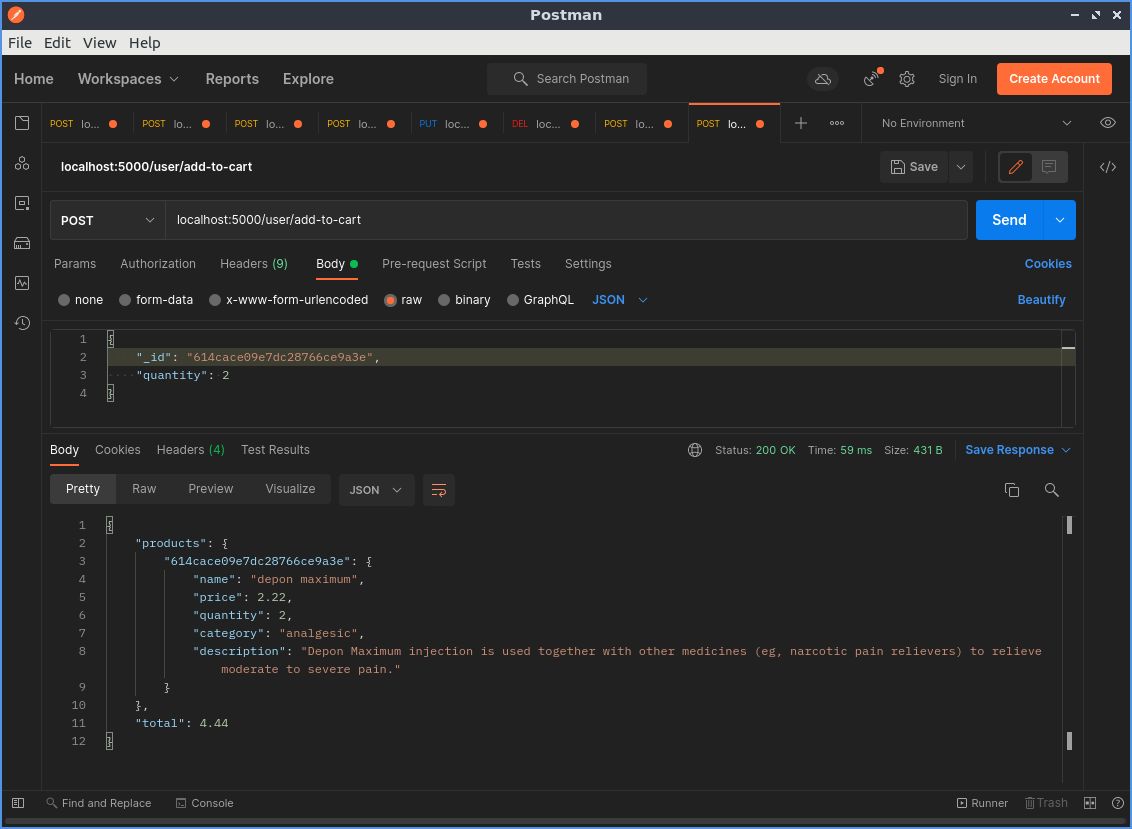 Postman
File Edit View Help
Home Workspaces Reports Explore Search Postman Sign In Create Account
POST lo... POST lo... POST lo... POST lo... PUT loc... DEL loc... POST lo... POST lo... No Environment
localhost:5000/user/add-to-cart Save
POST localhost:5000/user/add-to-cart Send
Params Authorization Headers (9) Body Pre-request Script Tests Settings Cookies
none form-data x-www-form-urlencoded raw binary GraphQL JSON Beautify
1 {
2 "_id": "614cace09e7dc28766ce9a3e",
3 "quantity": 2
4 }
Body Cookies Headers (4) Test Results Status: 200 OK Time: 59 ms Size: 431 B Save Response
Pretty Raw Preview Visualize JSON
1 {
2 "products": {
3 "614cace09e7dc28766ce9a3e": {
4 "name": "depon maximum",
5 "price": 2.22,
6 "quantity": 2,
7 "category": "analgesic",
8 "description": "Depon Maximum injection is used together with other medicines (eg, narcotic pain relievers) to relieve
moderate to severe pain."
9 }
10 },
11 "total": 4.44
12 }
Find and Replace Console Runner Trash